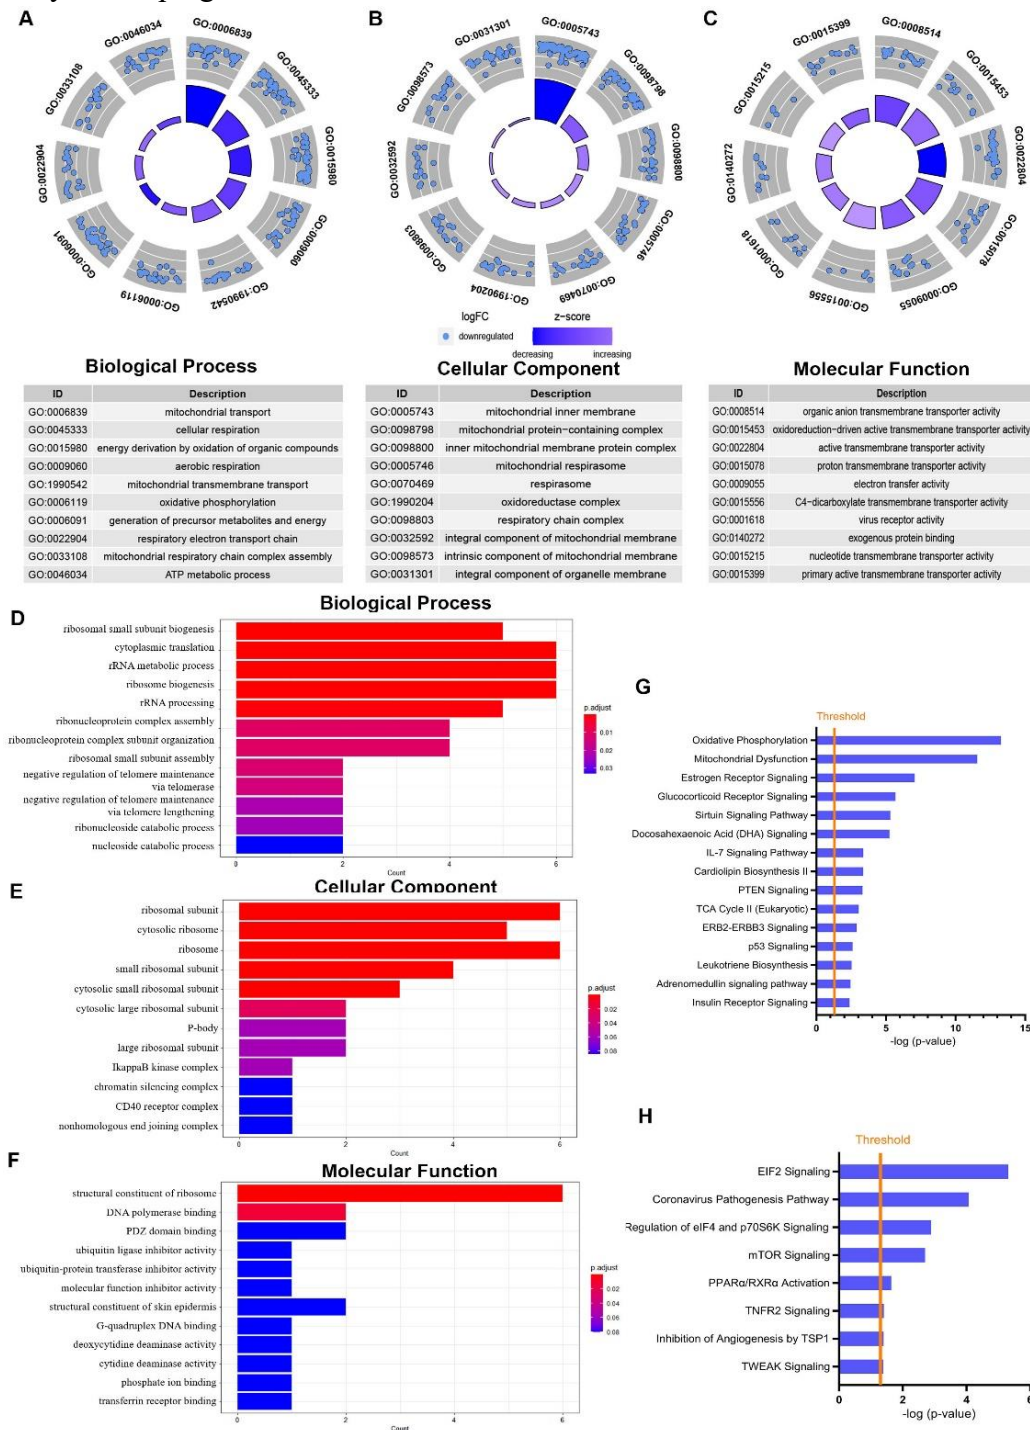 A
GO:0046034
GO:0006839
GO:0033108
GO:0045333
GO:0022904
GO:0015980
GO:0006091
GO:0009060
GO:0006119
GO:1990542
B
GO:0031301
GO:0005743
GO:0098573
GO:0098798
GO:0032592
GO:0098800
GO:0098803
GO:0005746
GO:1990204
GO:0070469
C
GO:0015399
GO:0008514
GO:0015215
GO:0015453
GO:0140272
GO:0022804
GO:0001618
GO:0015078
GO:0015556
GO:0009055
logFC
downregulated
z-score
decreasing
increasing
Biological Process
ID Description
GO:0006839 mitochondrial transport
GO:0045333 cellular respiration
GO:0015980 energy derivation by oxidation of organic compounds
GO:0009060 aerobic respiration
GO:1990542 mitochondrial transmembrane transport
GO:0006119 oxidative phosphorylation
GO:0006091 generation of precursor metabolites and energy
GO:0022904 respiratory electron transport chain
GO:0033108 mitochondrial respiratory chain complex assembly
GO:0046034 ATP metabolic process
Cellular Component
ID Description
GO:0005743 mitochondrial inner membrane
GO:0098798 mitochondrial protein−containing complex
GO:0098800 inner mitochondrial membrane protein complex
GO:0005746 mitochondrial respirasome
GO:0070469 respirasome
GO:1990204 oxidoreductase complex
GO:0098803 respiratory chain complex
GO:0032592 integral component of mitochondrial membrane
GO:0098573 intrinsic component of mitochondrial membrane
GO:0031301 integral component of organelle membrane
Molecular Function
ID Description
GO:0008514 organic anion transmembrane transporter activity
GO:0015453 oxidoreduction-driven active transmembrane transporter activity
GO:0022804 active transmembrane transporter activity
GO:0015078 proton transmembrane transporter activity
GO:0009055 electron transfer activity
GO:0015556 C4−dicarboxylate transmembrane transporter activity
GO:0001618 virus receptor activity
GO:0140272 exogenous protein binding
GO:0015215 nucleotide transmembrane transporter activity
GO:0015399 primary active transmembrane transporter activity
D
Biological Process
ribosomal small subunit biogenesis
cytoplasmic translation
rRNA metabolic process
ribosome biogenesis
rRNA processing
ribonucleoprotein complex assembly
ribonucleoprotein complex subunit organization
ribosomal small subunit assembly
negative regulation of telomere maintenance
via telomerase
negative regulation of telomere maintenance
via telomere lengthening
ribonucleoside catabolic process
nucleoside catabolic process
0 2 4 6
Count
p.adjust
0.01
0.02
0.03
E
Cellular Component
ribosomal subunit
cytosolic ribosome
ribosome
small ribosomal subunit
cytosolic small ribosomal subunit
cytosolic large ribosomal subunit
P-body
large ribosomal subunit
IkappaB kinase complex
chromatin silencing complex
CD40 receptor complex
nonhomologous end joining complex
0 2 4 6
Count
p.adjust
0.02
0.04
0.06
0.08
F
Molecular Function
structural constituent of ribosome
DNA polymerase binding
PDZ domain binding
ubiquitin ligase inhibitor activity
ubiquitin-protein transferase inhibitor activity
molecular function inhibitor activity
structural constituent of skin epidermis
G-quadruplex DNA binding
deoxycytidine deaminase activity
cytidine deaminase activity
phosphate ion binding
transferrin receptor binding
0 2 4 6
Count
p.adjust
0.02
0.04
0.06
0.08
G
Threshold
Oxidative Phosphorylation
Mitochondrial Dysfunction
Estrogen Receptor Signaling
Glucocorticoid Receptor Signaling
Sirtuin Signaling Pathway
Docosahexaenoic Acid (DHA) Signaling
IL-7 Signaling Pathway
Cardiolipin Biosynthesis II
PTEN Signaling
TCA Cycle II (Eukaryotic)
ERB2-ERBB3 Signaling
p53 Signaling
Leukotriene Biosynthesis
Adrenomedullin signaling pathway
Insulin Receptor Signaling
0 5 10 15
-log (p-value)
H
Threshold
EIF2 Signaling
Coronavirus Pathogenesis Pathway
Regulation of eIF4 and p70S6K Signaling
mTOR Signaling
PPARα/RXRα Activation
TNFR2 Signaling
Inhibition of Angiogenesis by TSP1
TWEAK Signaling
0 2 4 6
-log (p-value)